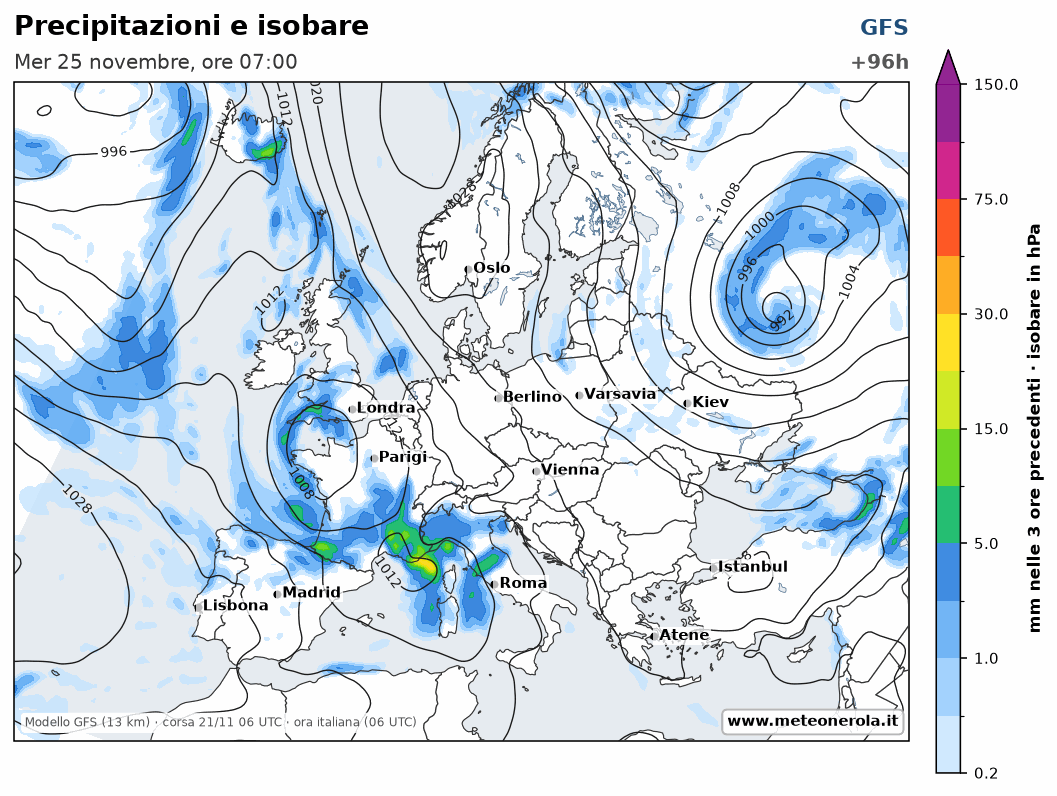 Precipitazioni e isobare
GFS
Mer 25 novembre, ore 07:00
+96h
996
1012
1020
1028
1008
1000
996
992
1004
1012
1008
1028
1012
Oslo
Berlino
Varsavia
Kiev
Londra
Parigi
Vienna
Istanbul
Roma
Madrid
Lisbona
Atene
Modello GFS (13 km) · corsa 21/11 06 UTC · ora italiana (06 UTC)
www.meteonerola.it
150.0
75.0
30.0
15.0
5.0
1.0
0.2
mm nelle 3 ore precedenti · isobare in hPa